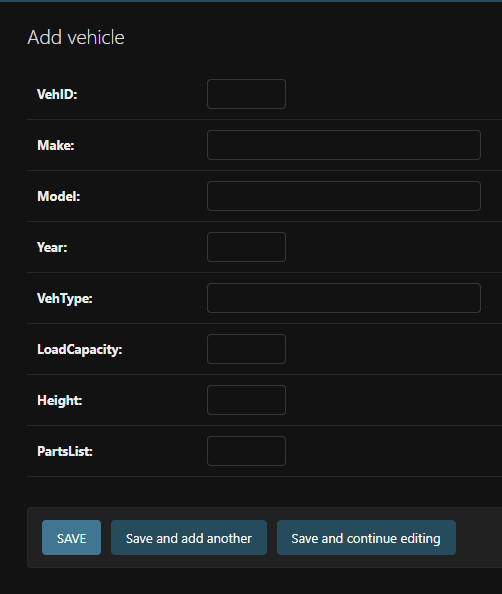 Add vehicle
VehID:
Make:
Model:
Year:
VehType:
LoadCapacity:
Height:
PartsList:
SAVE Save and add another Save and continue editing